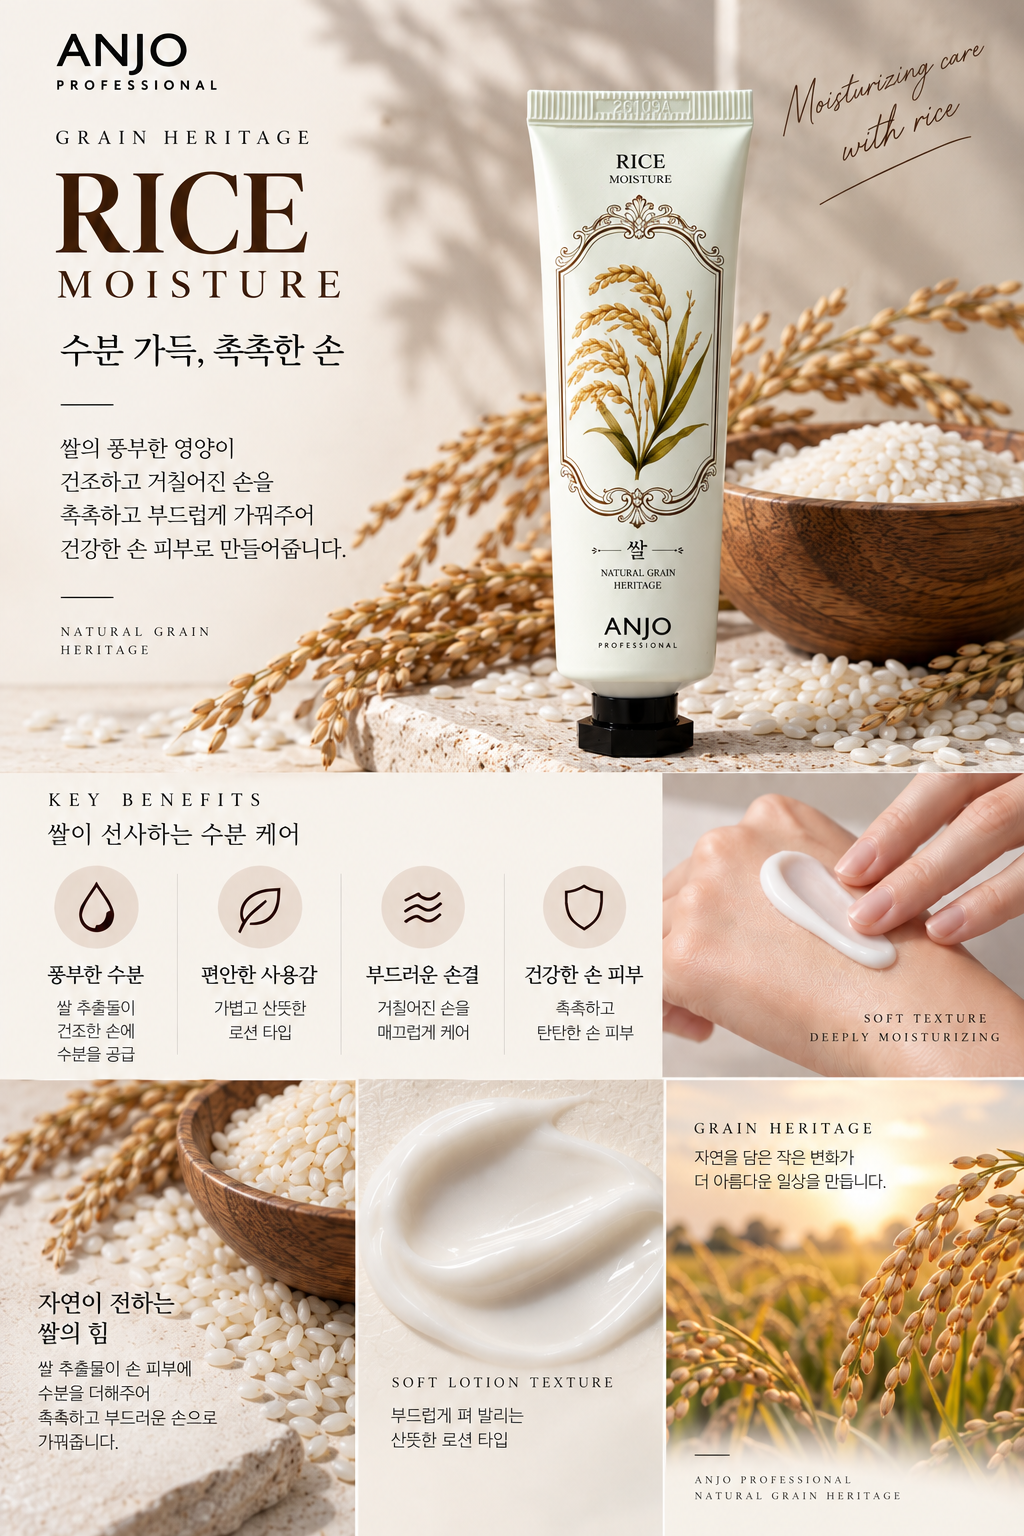 ANJO
PROFESSIONAL
GRAIN HERITAGE
RICE
MOISTURE
수분 가득, 촉촉한 손
쌀의 풍부한 영양이
건조하고 거칠어진 손을
촉촉하고 부드럽게 가꿔주어
건강한 손 피부로 만들어줍니다.
NATURAL GRAIN
HERITAGE
Moisturizing care
with rice
26109A
RICE
MOISTURE
쌀
NATURAL GRAIN
HERITAGE
ANJO
PROFESSIONAL
KEY BENEFITS
쌀이 선사하는 수분 케어
풍부한 수분
쌀 추출물이
건조한 손에
수분을 공급
편안한 사용감
가볍고 산뜻한
로션 타입
부드러운 손결
거칠어진 손을
매끄럽게 케어
건강한 손 피부
촉촉하고
탄탄한 손 피부
SOFT TEXTURE
DEEPLY MOISTURIZING
자연이 전하는
쌀의 힘
쌀 추출물이 손 피부에
수분을 더해주어
촉촉하고 부드러운 손으로
가꿔줍니다.
SOFT LOTION TEXTURE
부드럽게 펴 발리는
산뜻한 로션 타입
GRAIN HERITAGE
자연을 담은 작은 변화가
더 아름다운 일상을 만듭니다.
ANJO PROFESSIONAL
NATURAL GRAIN HERITAGE